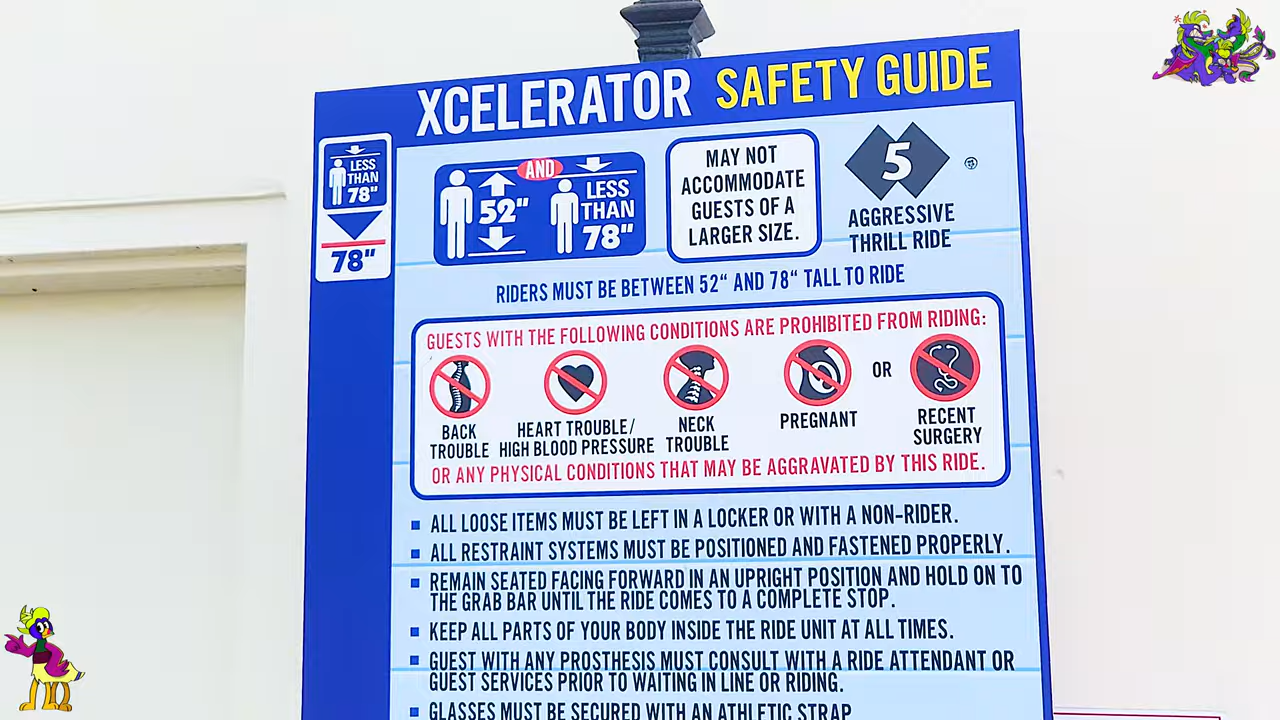 XCELERATOR SAFETY GUIDE
LESS
THAN
78"
78"
52"
AND
LESS
THAN
78"
MAY NOT
ACCOMMODATE
GUESTS OF A
LARGER SIZE.
5
AGGRESSIVE
THRILL RIDE
RIDERS MUST BE BETWEEN 52" AND 78" TALL TO RIDE
GUESTS WITH THE FOLLOWING CONDITIONS ARE PROHIBITED FROM RIDING:
BACK
TROUBLE
HEART TROUBLE/
HIGH BLOOD PRESSURE
NECK
TROUBLE
PREGNANT
OR
RECENT
SURGERY
OR ANY PHYSICAL CONDITIONS THAT MAY BE AGGRAVATED BY THIS RIDE.
ALL LOOSE ITEMS MUST BE LEFT IN A LOCKER OR WITH A NON-RIDER.
ALL RESTRAINT SYSTEMS MUST BE POSITIONED AND FASTENED PROPERLY.
REMAIN SEATED FACING FORWARD IN AN UPRIGHT POSITION AND HOLD ON TO
THE GRAB BAR UNTIL THE RIDE COMES TO A COMPLETE STOP.
KEEP ALL PARTS OF YOUR BODY INSIDE THE RIDE UNIT AT ALL TIMES.
GUEST WITH ANY PROSTHESIS MUST CONSULT WITH A RIDE ATTENDANT OR
GUEST SERVICES PRIOR TO WAITING IN LINE OR RIDING.
GLASSES MUST BE SECURED WITH AN ATHLETIC STRAP